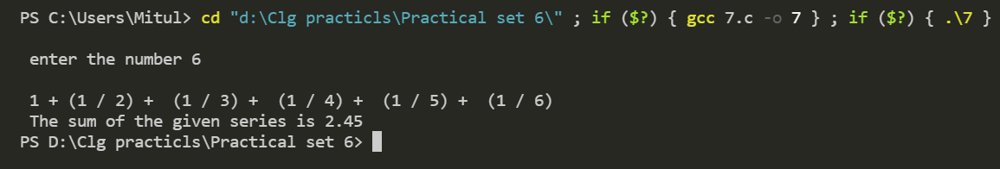 PS C:\Users\Mitul> cd "d:\Clg practicls\Practical set 6\" ; if ($?) { gcc 7.c -o 7 } ; if ($?) { .\7 }
enter the number 6
1 + (1 / 2) +  (1 / 3) +  (1 / 4) +  (1 / 5) +  (1 / 6)
The sum of the given series is 2.45
PS D:\Clg practicls\Practical set 6>